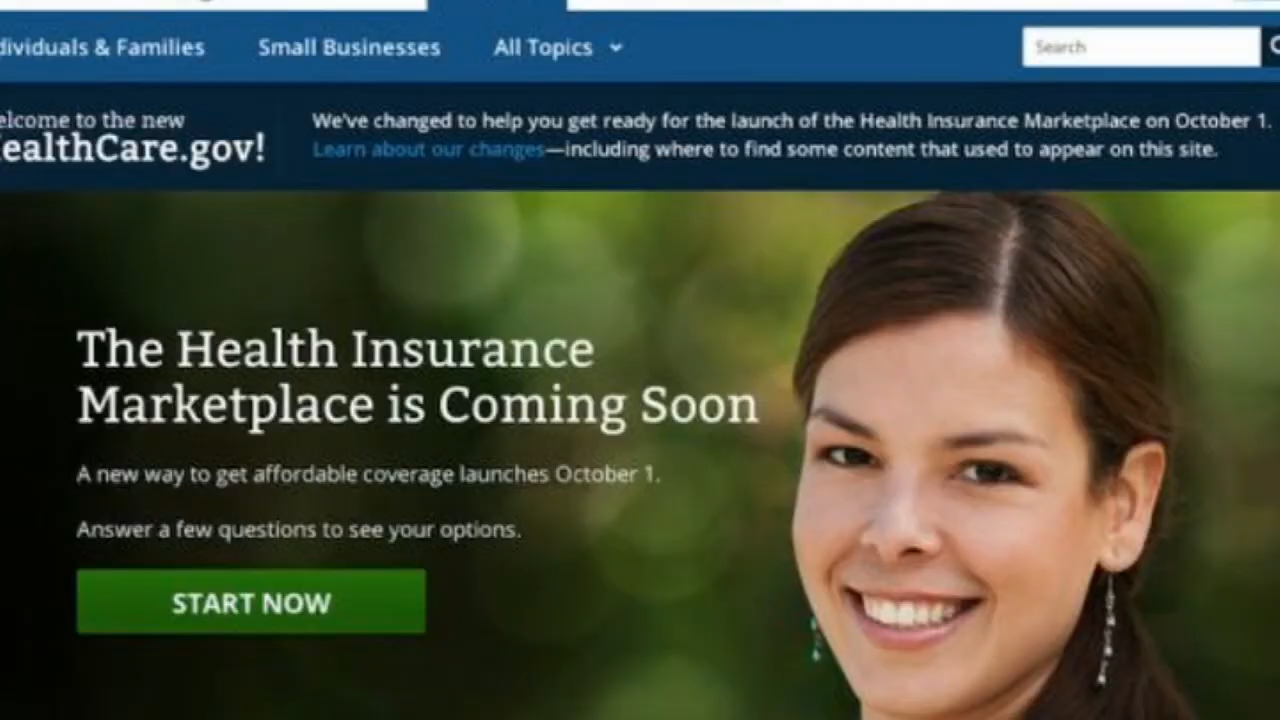 Individuals & Families
Small Businesses
All Topics
Search
elcome to the new
ealthCare.gov!
We've changed to help you get ready for the launch of the Health Insurance Marketplace on October 1.
Learn about our changes—including where to find some content that used to appear on this site.
The Health Insurance
Marketplace is Coming Soon
A new way to get affordable coverage launches October 1.
Answer a few questions to see your options.
START NOW